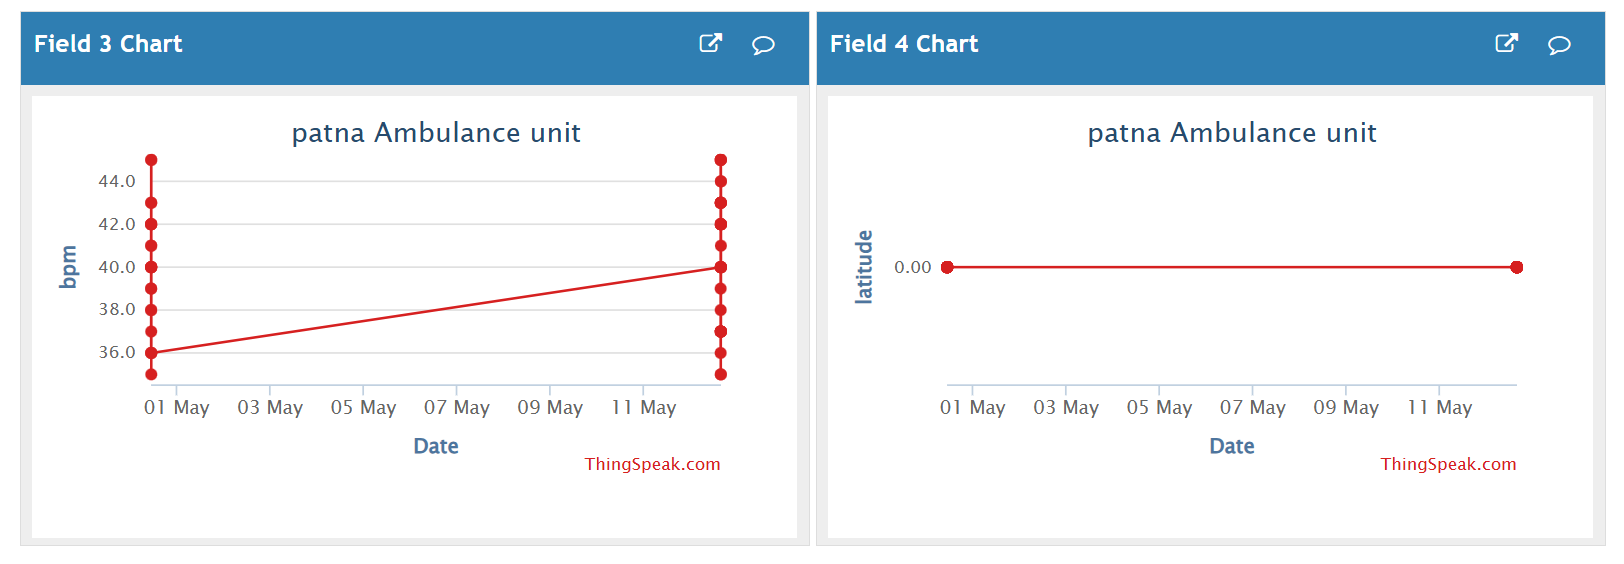 Field 3 Chart
patna Ambulance unit
bpm
44.0
42.0
40.0
38.0
36.0
01 May 03 May 05 May 07 May 09 May 11 May
Date
ThingSpeak.com
Field 4 Chart
patna Ambulance unit
latitude
0.00
01 May 03 May 05 May 07 May 09 May 11 May
Date
ThingSpeak.com